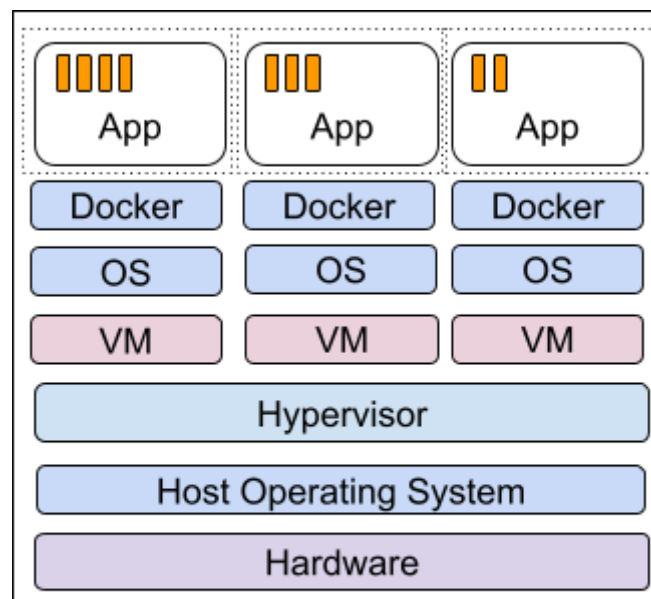 App App App
Docker Docker Docker
OS OS OS
VM VM VM
Hypervisor
Host Operating System
Hardware